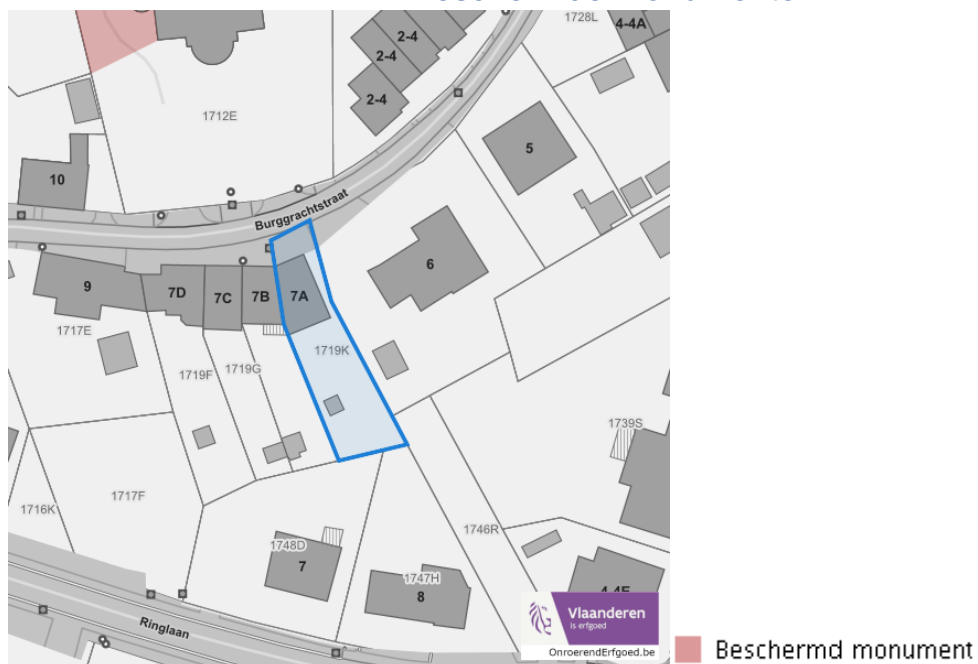 1728L
4-4A
2-4
2-4
2-4
1712E
5
10
Burggrachtstraat
6
9
7D
7C
7B
7A
1717E
1719K
1719F
1719G
1739S
1717F
1716K
1746R
1748D
7
1747H
8
Ringlaan
Vlaanderen
is erfgoed
OnroerendErfgoed.be
Beschermd monument